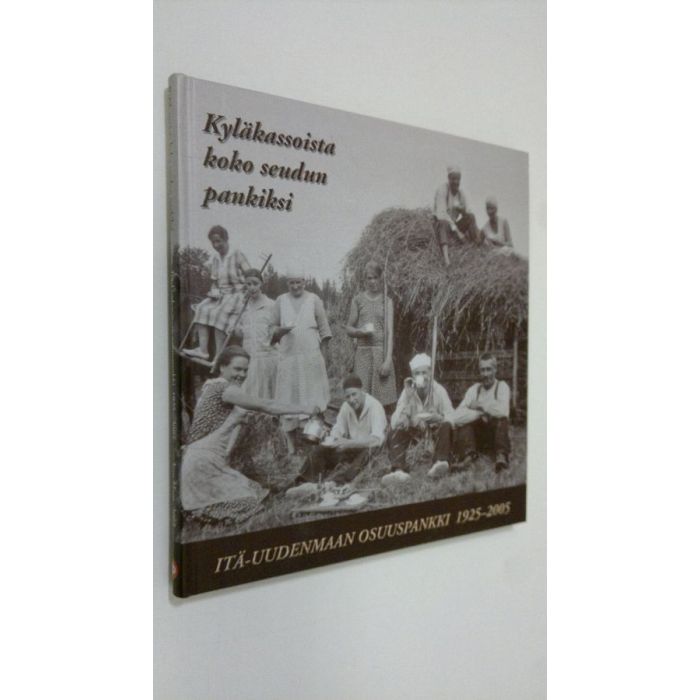 Kyläkassoista
koko seudun
pankiksi
ITÄ-UUDENMAAN OSUUSPANKKI 1925–2005